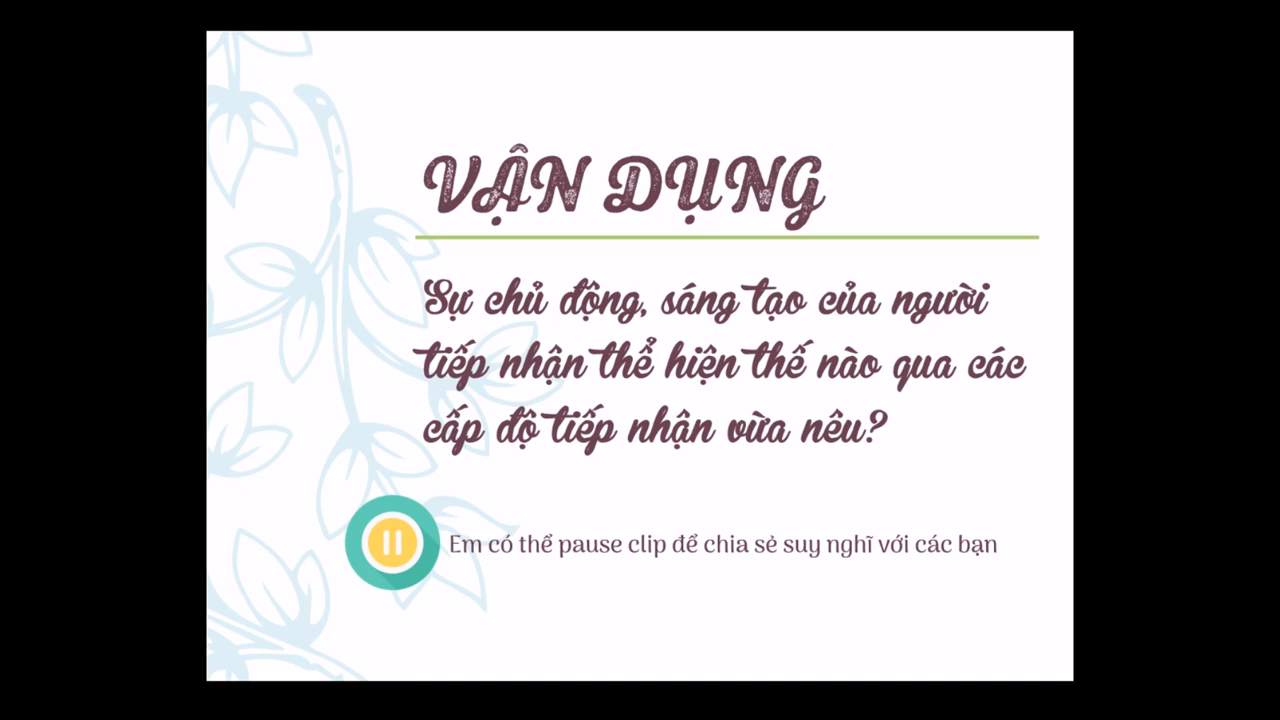 VẬN DỤNG
Sự chủ động, sáng tạo của người
tiếp nhận thể hiện thế nào qua các
cấp độ tiếp nhận vừa nêu?
Em có thể pause clip để chia sẻ suy nghĩ với các bạn